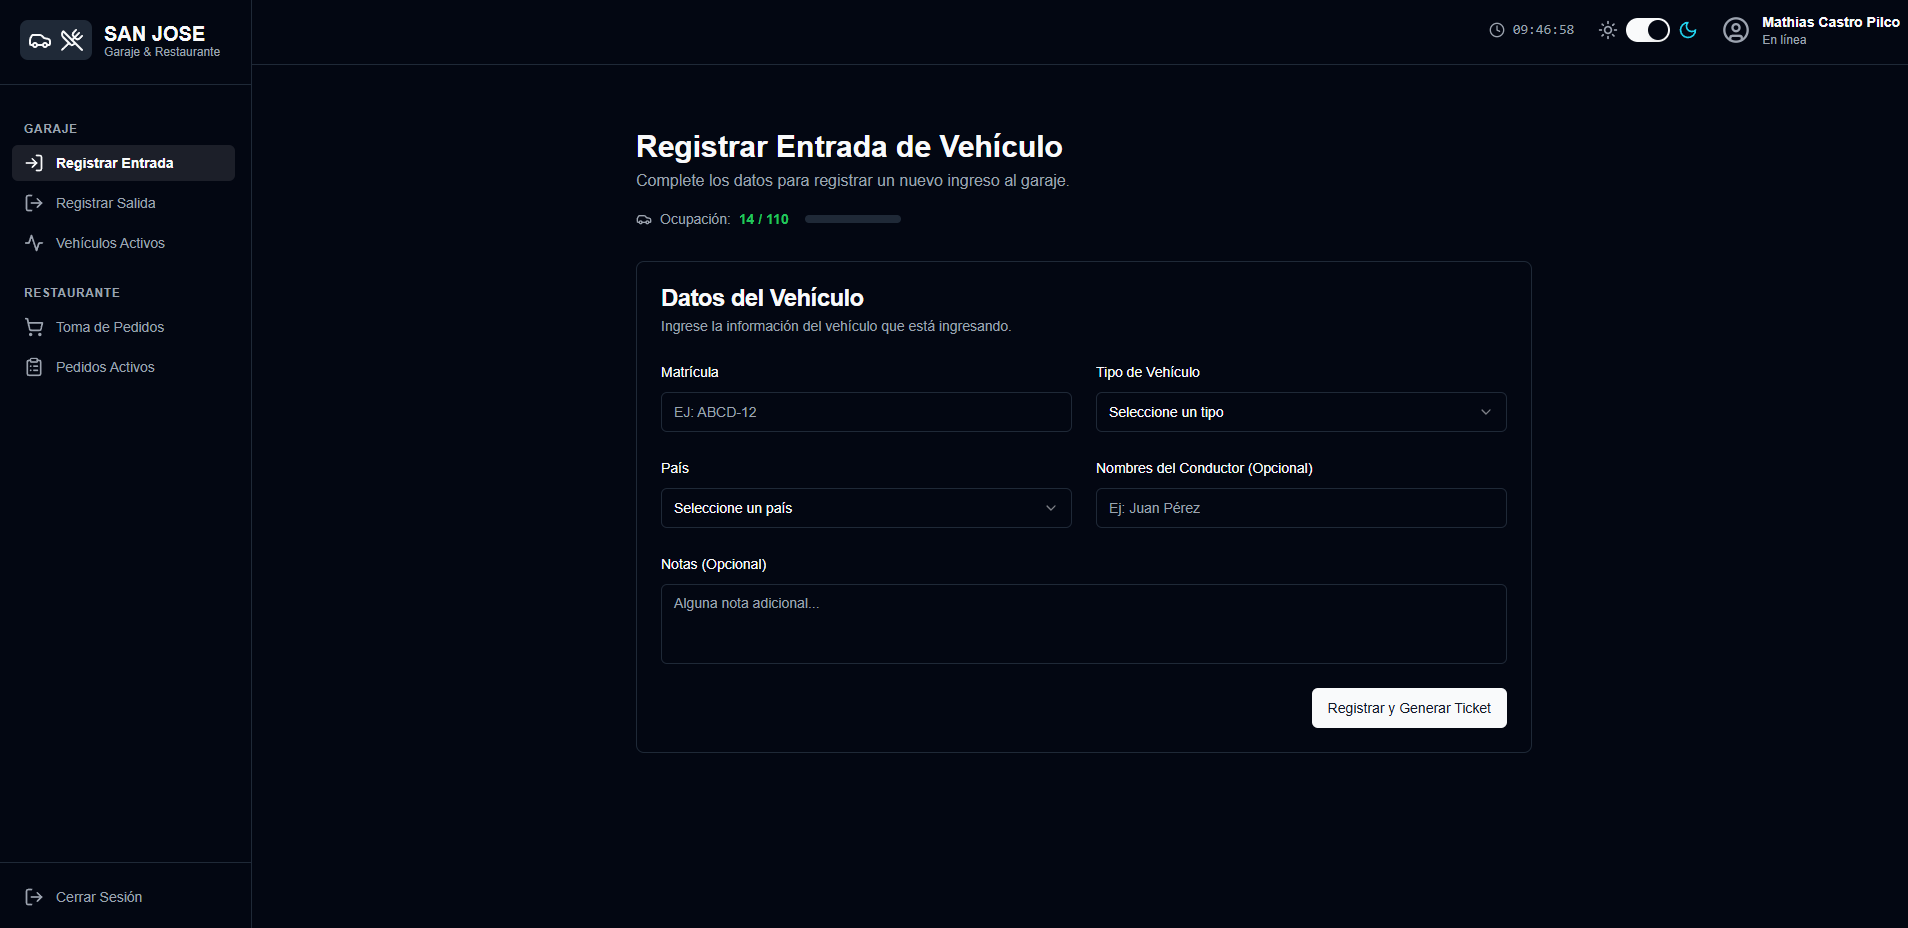 SAN JOSE
Garaje & Restaurante
09:46:58
Mathias Castro Pilco
En línea
GARAJE
Registrar Entrada
Registrar Salida
Vehículos Activos
RESTAURANTE
Toma de Pedidos
Pedidos Activos
Cerrar Sesión
Registrar Entrada de Vehículo
Complete los datos para registrar un nuevo ingreso al garaje.
Ocupación: 14 / 110
Datos del Vehículo
Ingrese la información del vehículo que está ingresando.
Matrícula
EJ: ABCD-12
Tipo de Vehículo
Seleccione un tipo
País
Seleccione un país
Nombres del Conductor (Opcional)
Ej: Juan Pérez
Notas (Opcional)
Alguna nota adicional...
Registrar y Generar Ticket